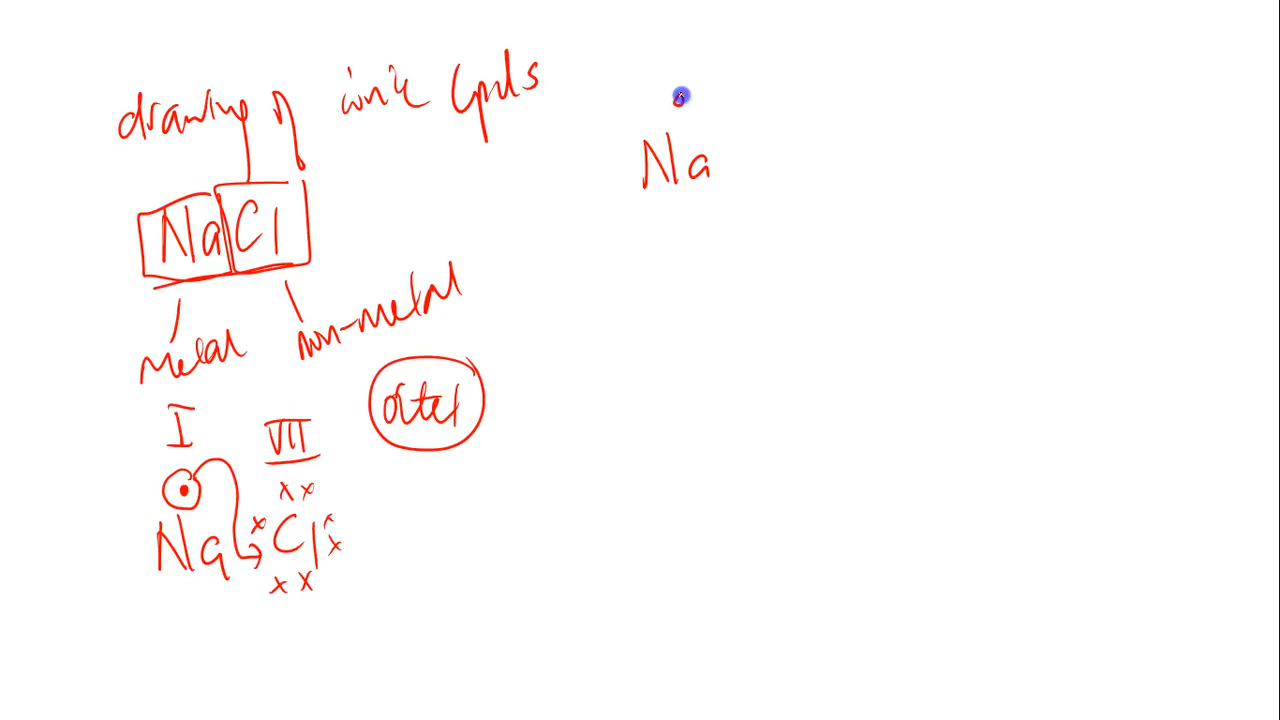 drawing of ionic cpds
NaCl
metal non-metal
I VII
octet
Na Cl
Na